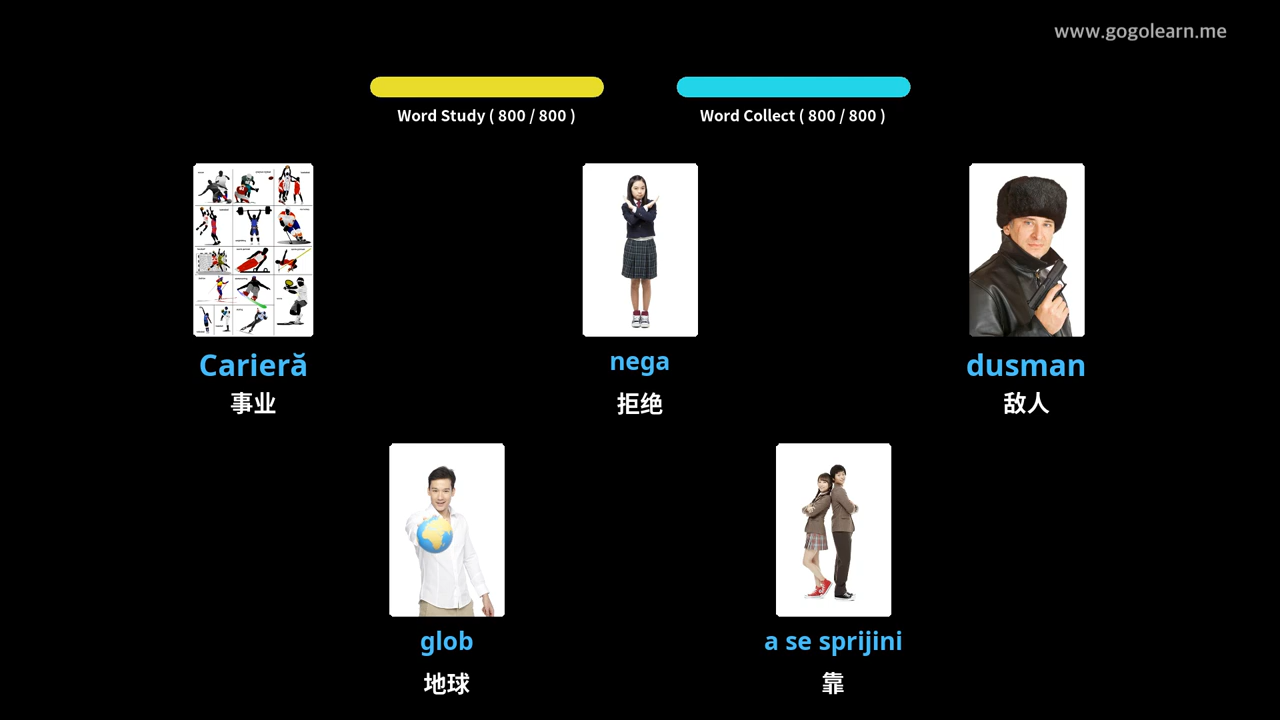 www.gogolearn.me
Word Study ( 800 / 800 )
Word Collect ( 800 / 800 )
Carieră
事业
nega
拒绝
dusman
敌人
glob
地球
a se sprijini
靠